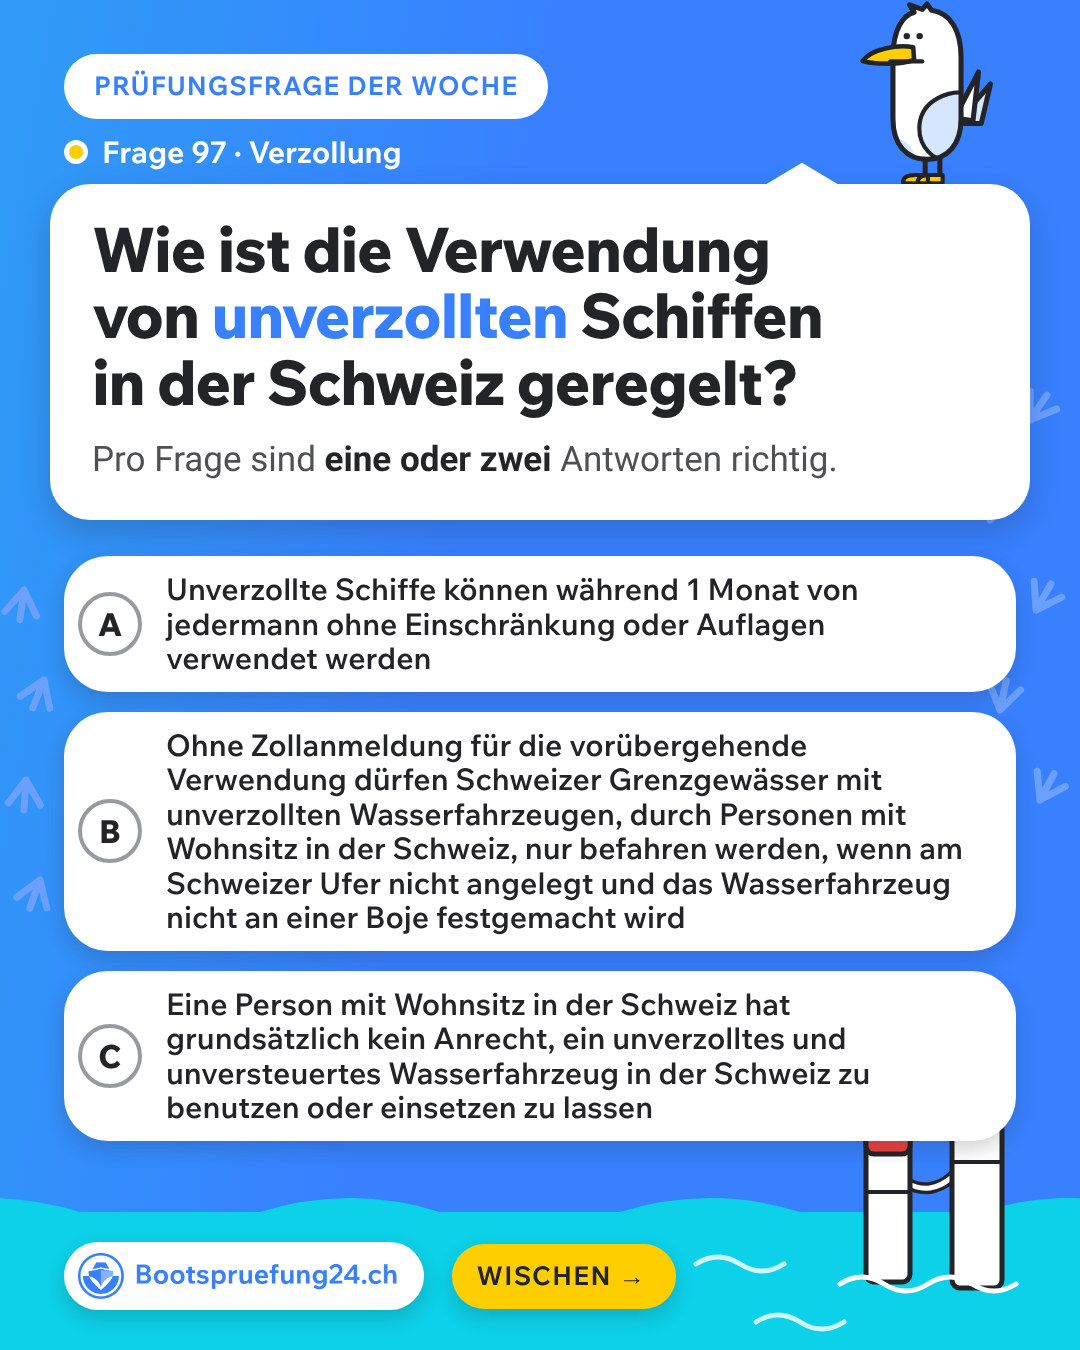 PRÜFUNGSFRAGE DER WOCHE
Frage 97 · Verzollung
Wie ist die Verwendung
von unverzollten Schiffen
in der Schweiz geregelt?
Pro Frage sind eine oder zwei Antworten richtig.
A
Unverzollte Schiffe können während 1 Monat von
jedermann ohne Einschränkung oder Auflagen
verwendet werden
B
Ohne Zollanmeldung für die vorübergehende
Verwendung dürfen Schweizer Grenzgewässer mit
unverzollten Wasserfahrzeugen, durch Personen mit
Wohnsitz in der Schweiz, nur befahren werden, wenn am
Schweizer Ufer nicht angelegt und das Wasserfahrzeug
nicht an einer Boje festgemacht wird
C
Eine Person mit Wohnsitz in der Schweiz hat
grundsätzlich kein Anrecht, ein unverzolltes und
unversteuertes Wasserfahrzeug in der Schweiz zu
benutzen oder einsetzen zu lassen
Bootspruefung24.ch
WISCHEN →